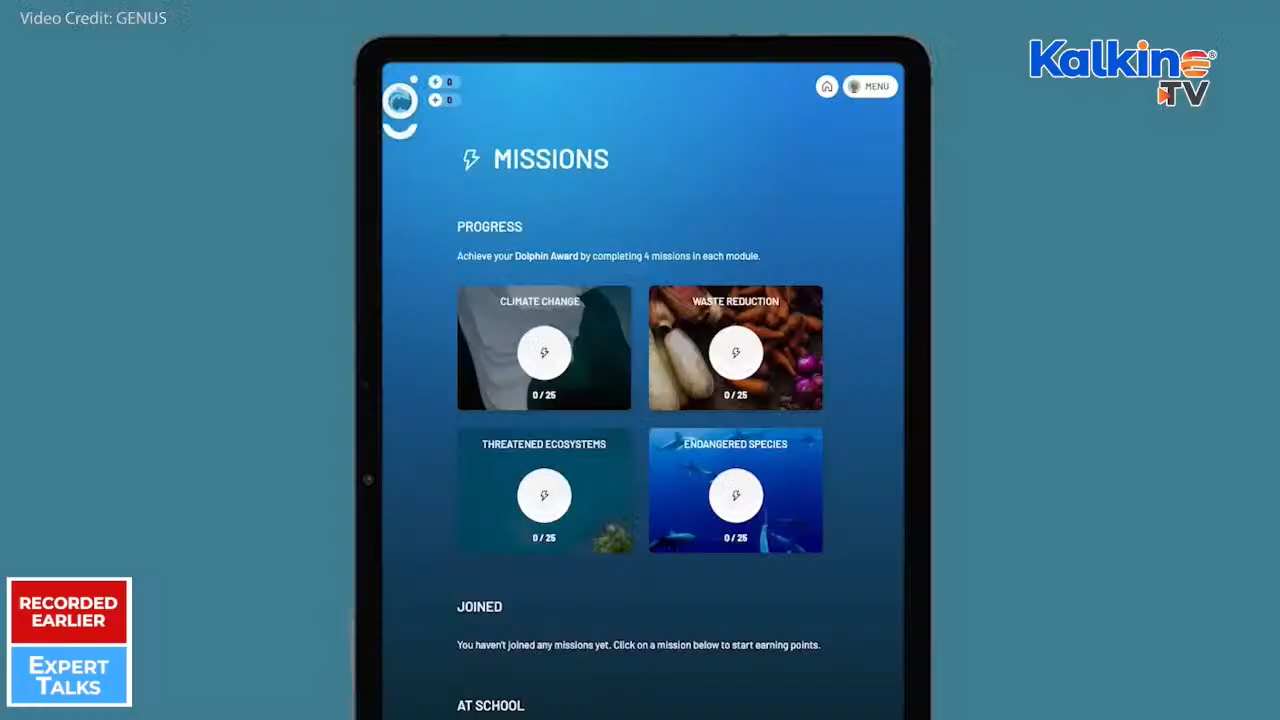 Video Credit: GENUS
Kalkine
TV
0
0
MENU
MISSIONS
PROGRESS
Achieve your Dolphin Award by completing 4 missions in each module.
CLIMATE CHANGE
0 / 25
WASTE REDUCTION
0 / 25
THREATENED ECOSYSTEMS
0 / 25
ENDANGERED SPECIES
0 / 25
JOINED
You haven't joined any missions yet. Click on a mission below to start earning points.
AT SCHOOL
RECORDED
EARLIER
EXPERT
TALKS